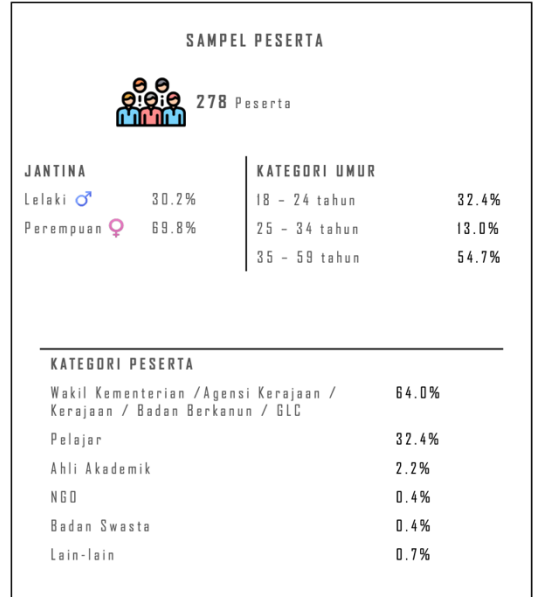 SAMPEL PESERTA
278 Peserta
JANTINA
Lelaki ♂ 30.2%
Perempuan ♀ 69.8%
KATEGORI UMUR
18 – 24 tahun 32.4%
25 – 34 tahun 13.0%
35 – 59 tahun 54.7%
KATEGORI PESERTA
Wakil Kementerian /Agensi Kerajaan / 64.0%
Kerajaan / Badan Berkanun / GLC
Pelajar 32.4%
Ahli Akademik 2.2%
NGO 0.4%
Badan Swasta 0.4%
Lain-lain 0.7%